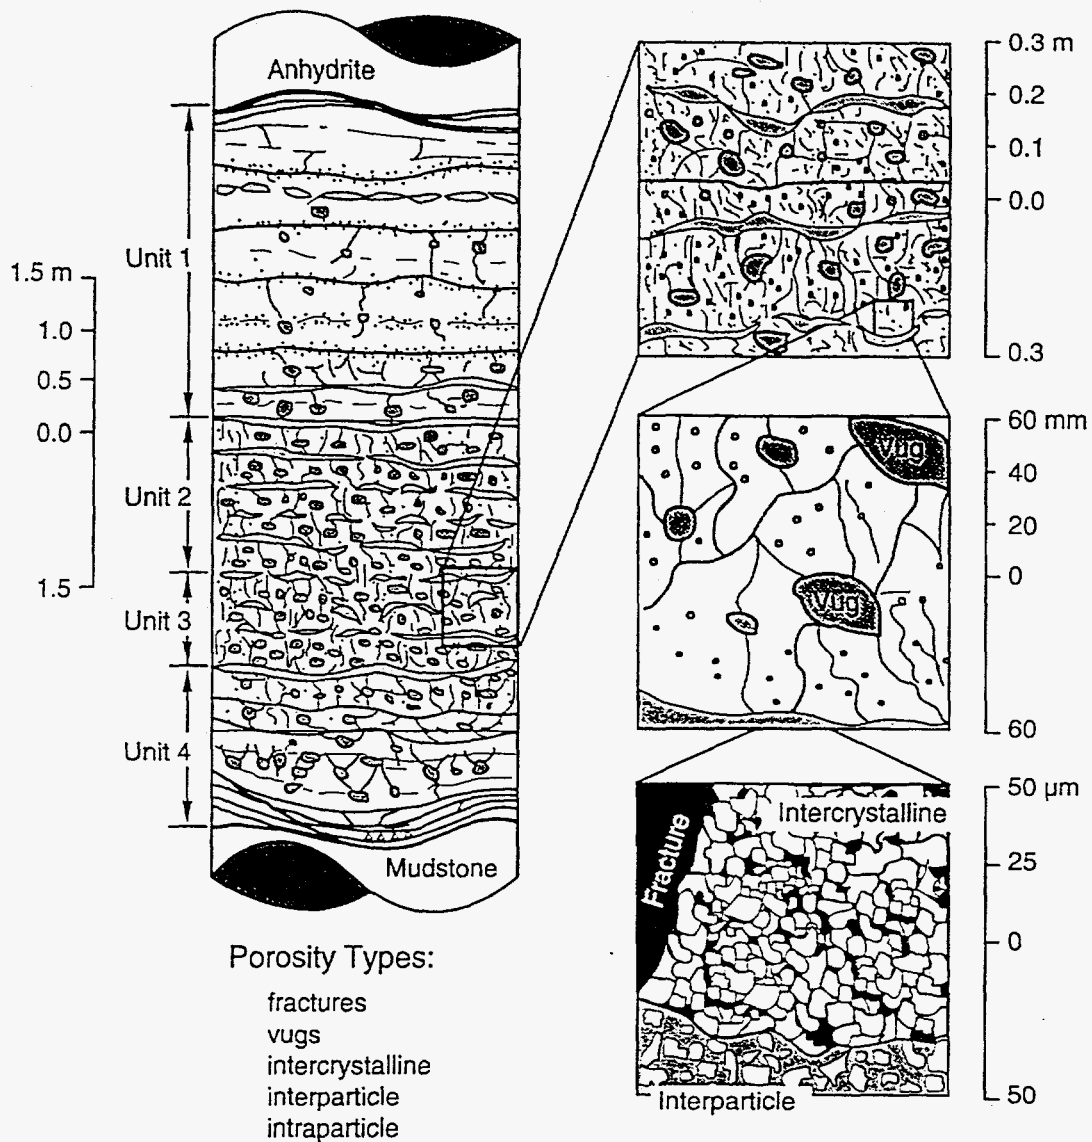 Anhydrite
Unit 1
1.5 m
1.0
0.5
0.0
Unit 2
1.5
Unit 3
Unit 4
Mudstone
Porosity Types:
fractures
vugs
intercrystalline
interparticle
intraparticle
0.3 m
0.2
0.1
0.0
0.3
Vug
Vug
60 mm
40
20
0
60
Fracture
Intercrystalline
Interparticle
50 µm
25
0
50